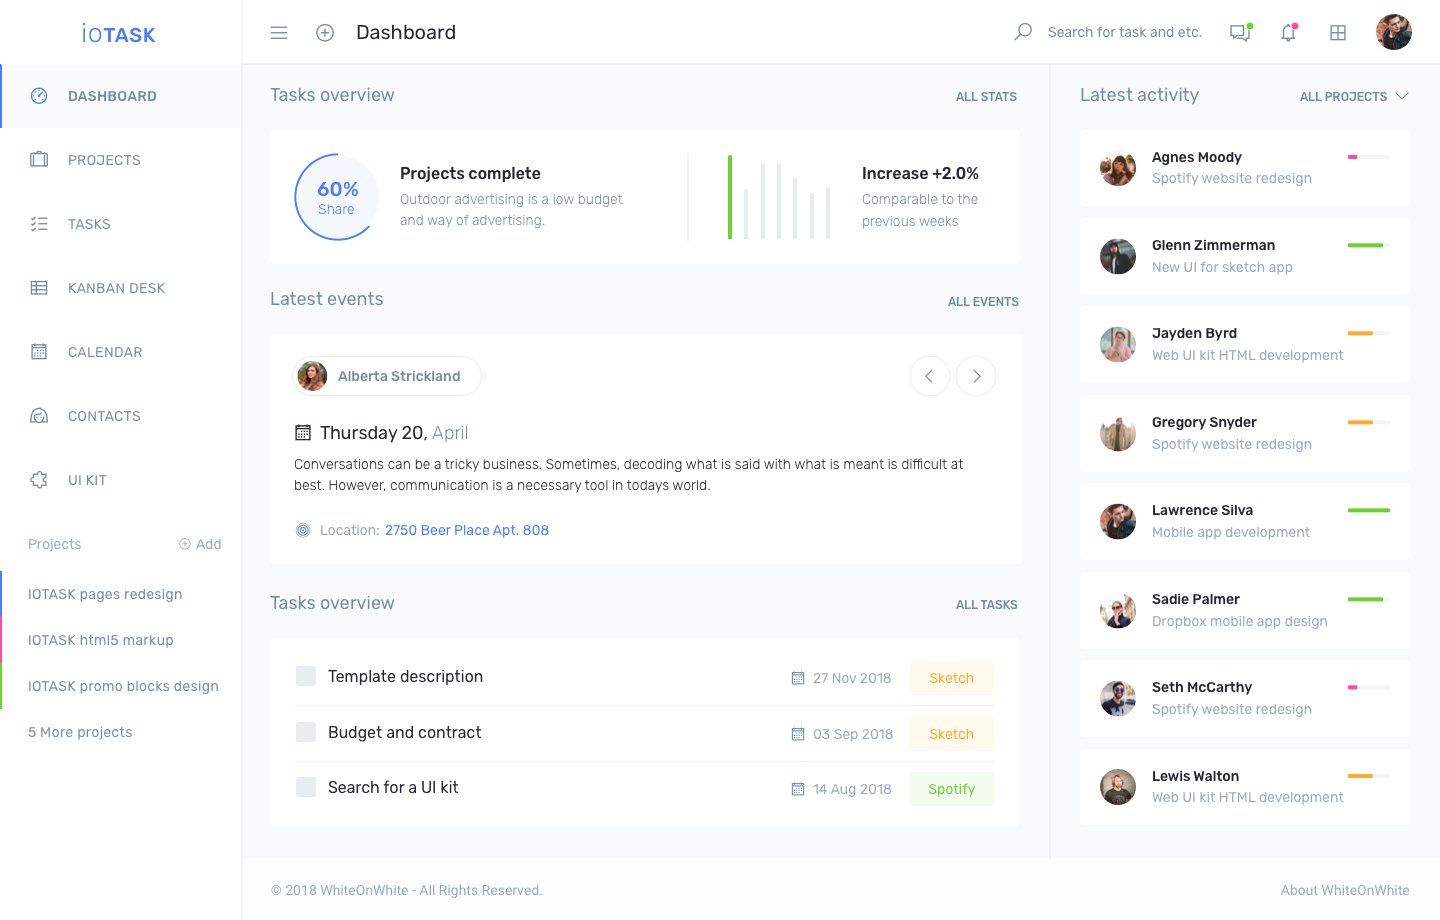 ioTASK
Dashboard
Search for task and etc.
DASHBOARD
PROJECTS
TASKS
KANBAN DESK
CALENDAR
CONTACTS
UI KIT
Projects
Add
IOTASK pages redesign
IOTASK html5 markup
IOTASK promo blocks design
5 More projects
Tasks overview
ALL STATS
60%
Share
Projects complete
Outdoor advertising is a low budget
and way of advertising.
Increase +2.0%
Comparable to the
previous weeks
Latest events
ALL EVENTS
Alberta Strickland
Thursday 20, April
Conversations can be a tricky business. Sometimes, decoding what is said with what is meant is difficult at
best. However, communication is a necessary tool in todays world.
Location: 2750 Beer Place Apt. 808
Tasks overview
ALL TASKS
Template description
27 Nov 2018
Sketch
Budget and contract
03 Sep 2018
Sketch
Search for a UI kit
14 Aug 2018
Spotify
Latest activity
ALL PROJECTS
Agnes Moody
Spotify website redesign
Glenn Zimmerman
New UI for sketch app
Jayden Byrd
Web UI kit HTML development
Gregory Snyder
Spotify website redesign
Lawrence Silva
Mobile app development
Sadie Palmer
Dropbox mobile app design
Seth McCarthy
Spotify website redesign
Lewis Walton
Web UI kit HTML development
© 2018 WhiteOnWhite - All Rights Reserved.
About WhiteOnWhite